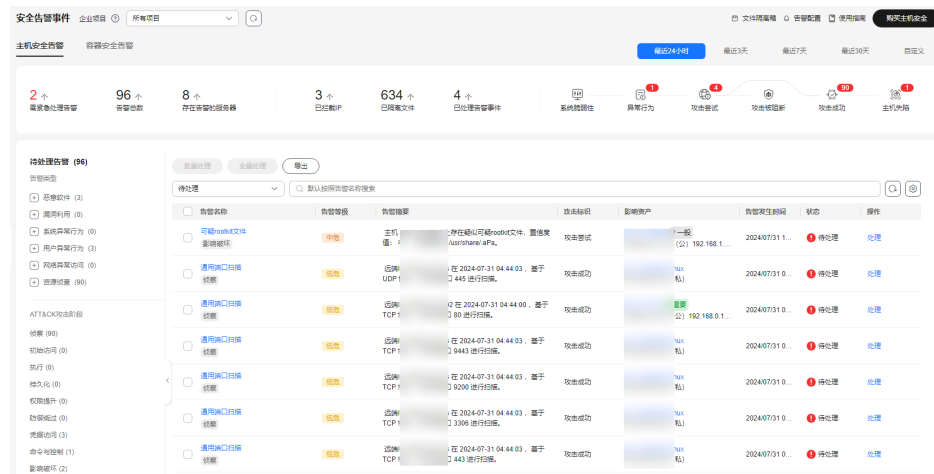 安全告警事件 企业项目 所有项目 文件隔离箱 告警配置 使用指南 购买主机安全
主机安全告警 容器安全告警 最近24小时 最近3天 最近7天 最近30天 自定义
2 个 96 个 8 个 3 个 634 个 4 个 1 4 90 1
需紧急处理告警 告警总数 存在告警的服务器 已拦截IP 已隔离文件 已处理告警事件 系统脆弱性 异常行为 攻击尝试 攻击被阻断 攻击成功 主机失陷
待处理告警 (96)
告警类型
恶意软件 (3)
漏洞利用 (0)
系统异常行为 (0)
用户异常行为 (3)
网络异常访问 (0)
资源侦查 (90)
ATT&CK攻击阶段
侦察 (90)
初始访问 (0)
执行 (0)
持久化 (0)
权限提升 (0)
防御绕过 (0)
凭据访问 (3)
命令与控制 (1)
影响破坏 (2)
批量处理 全量处理 导出
待处理 默认按照告警名称搜索
告警名称 告警等级 告警摘要 攻击标识 影响资产 告警发生时间 状态 操作
可疑rootkit文件 主机 存在疑似可疑rootkit文件，置信度 一般
影响破坏 中危 值： /usr/share/.aPa。 攻击尝试 (公) 192.168.1... 2024/07/31 1... 待处理 处理
通用端口扫描 远端 在 2024-07-31 04:44:03 ，基于 nux
侦察 低危 UDP 445 进行扫描。 攻击成功 私) 2024/07/31 0... 待处理 处理
通用端口扫描 远端 2 在 2024-07-31 04:44:00 ，基于 重要
侦察 低危 TCP 80 进行扫描。 攻击成功 公) 192.168.0.1... 2024/07/31 0... 待处理 处理
通用端口扫描 远端 在 2024-07-31 04:44:03 ，基于 nux
侦察 低危 TCP 9443 进行扫描。 攻击成功 私) 2024/07/31 0... 待处理 处理
通用端口扫描 远端 在 2024-07-31 04:44:03 ，基于 nux
侦察 低危 TCP 9200 进行扫描。 攻击成功 私) 2024/07/31 0... 待处理 处理
通用端口扫描 远端 在 2024-07-31 04:44:03 ，基于 nux
侦察 低危 TCP 3306 进行扫描。 攻击成功 私) 2024/07/31 0... 待处理 处理
通用端口扫描 远端 在 2024-07-31 04:44:03 ，基于 nux
侦察 低危 TCP 443 进行扫描。 攻击成功 私) 2024/07/31 0... 待处理 处理